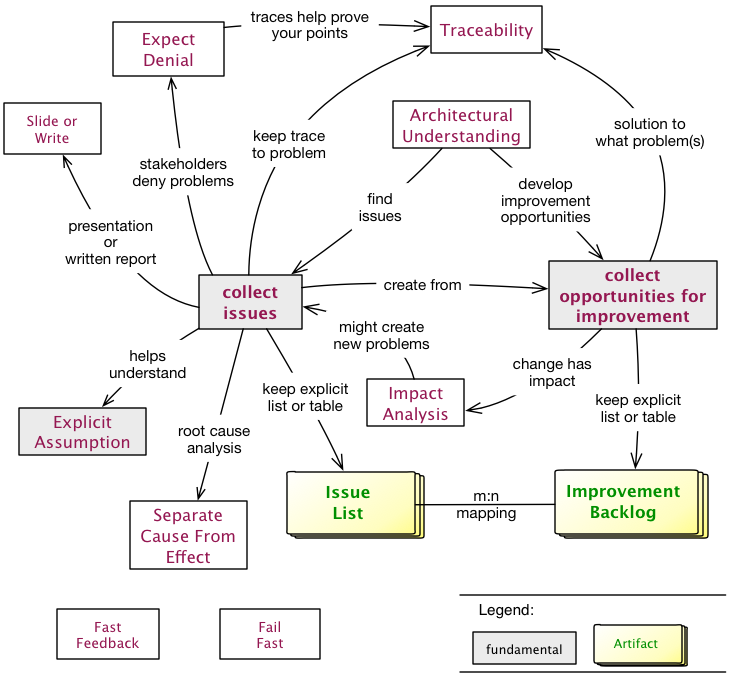 traces help prove
your points
Expect
Denial
Traceability
Slide or
Write
Architectural
Understanding
keep trace
to problem
solution to
what problem(s)
stakeholders
deny problems
find
issues
develop
improvement
opportunities
presentation
or
written report
collect
issues
create from
collect
opportunities for
improvement
might create
new problems
helps
understand
change has
impact
keep explicit
list or table
Impact
Analysis
keep explicit
list or table
Explicit
Assumption
root cause
analysis
Issue
List
m:n
mapping
Improvement
Backlog
Separate
Cause From
Effect
Fast
Feedback
Fail
Fast
Legend:
fundamental
Artifact